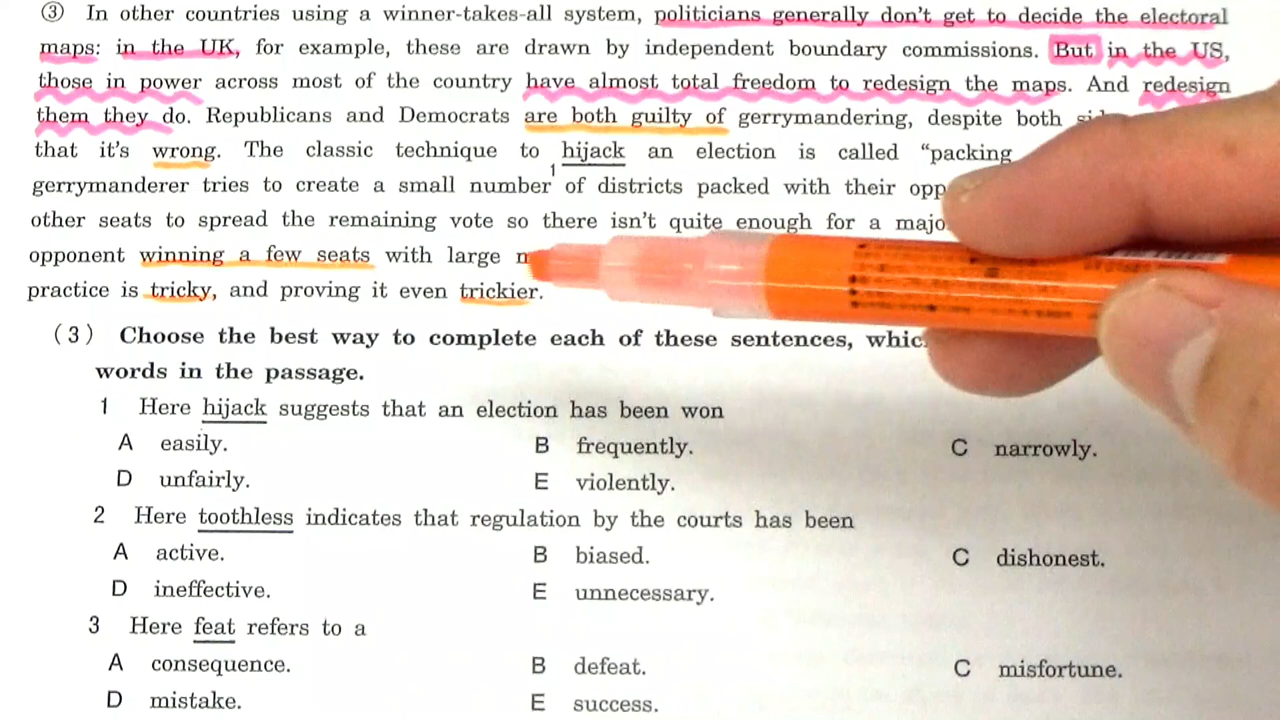 ③ In other countries using a winner-takes-all system, politicians generally don't get to decide the electoral
maps: in the UK, for example, these are drawn by independent boundary commissions. But in the US,
those in power across most of the country have almost total freedom to redesign the maps. And redesign
them they do. Republicans and Democrats are both guilty of gerrymandering, despite both
that it's wrong. The classic technique to hijack an election is called "packing
1
gerrymanderer tries to create a small number of districts packed with their
other seats to spread the remaining vote so there isn't quite enough for a
opponent winning a few seats with large
practice is tricky, and proving it even trickier.
(3) Choose the best way to complete each of these sentences,
words in the passage.
1 Here hijack suggests that an election has been won
A easily. B frequently. C narrowly.
D unfairly. E violently.
2 Here toothless indicates that regulation by the courts has been
A active. B biased. C dishonest.
D ineffective. E unnecessary.
3 Here feat refers to a
A consequence. B defeat. C misfortune.
D mistake. E success.